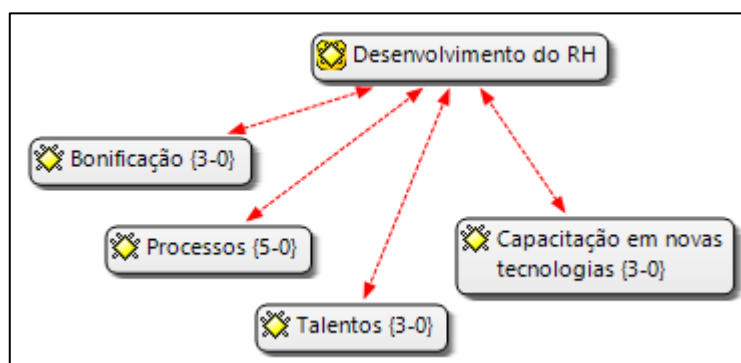 Desenvolvimento do RH
Bonificação {3-0}
Processos {5-0}
Capacitação em novas
tecnologias {3-0}
Talentos {3-0}